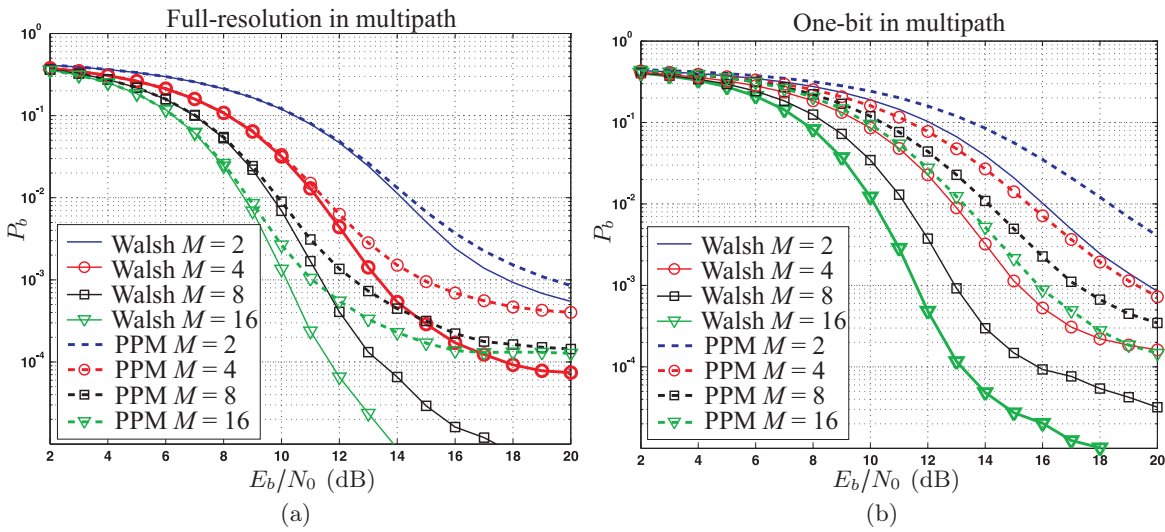 Full-resolution in multipath
10^0
10^-1
10^-2
10^-3
10^-4
P_b
Walsh M = 2
Walsh M = 4
Walsh M = 8
Walsh M = 16
PPM M = 2
PPM M = 4
PPM M = 8
PPM M = 16
2 4 6 8 10 12 14 16 18 20
E_b/N_0 (dB)
(a)
One-bit in multipath
10^0
10^-1
10^-2
10^-3
10^-4
P_b
Walsh M = 2
Walsh M = 4
Walsh M = 8
Walsh M = 16
PPM M = 2
PPM M = 4
PPM M = 8
PPM M = 16
2 4 6 8 10 12 14 16 18 20
E_b/N_0 (dB)
(b)